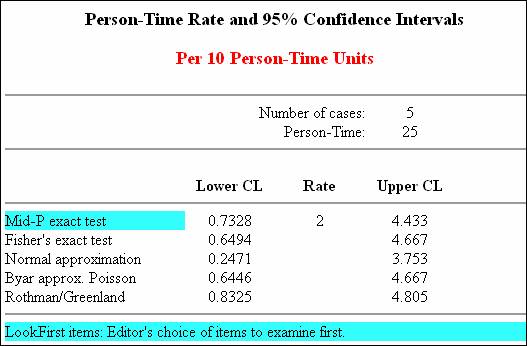 Person-Time Rate and 95% Confidence Intervals
Per 10 Person-Time Units
Number of cases: 5
Person-Time: 25
Lower CL Rate Upper CL
Mid-P exact test 0.7328 2 4.433
Fisher's exact test 0.6494 4.667
Normal approximation 0.2471 3.753
Byar approx. Poisson 0.6446 4.667
Rothman/Greenland 0.8325 4.805
LookFirst items: Editor's choice of items to examine first.